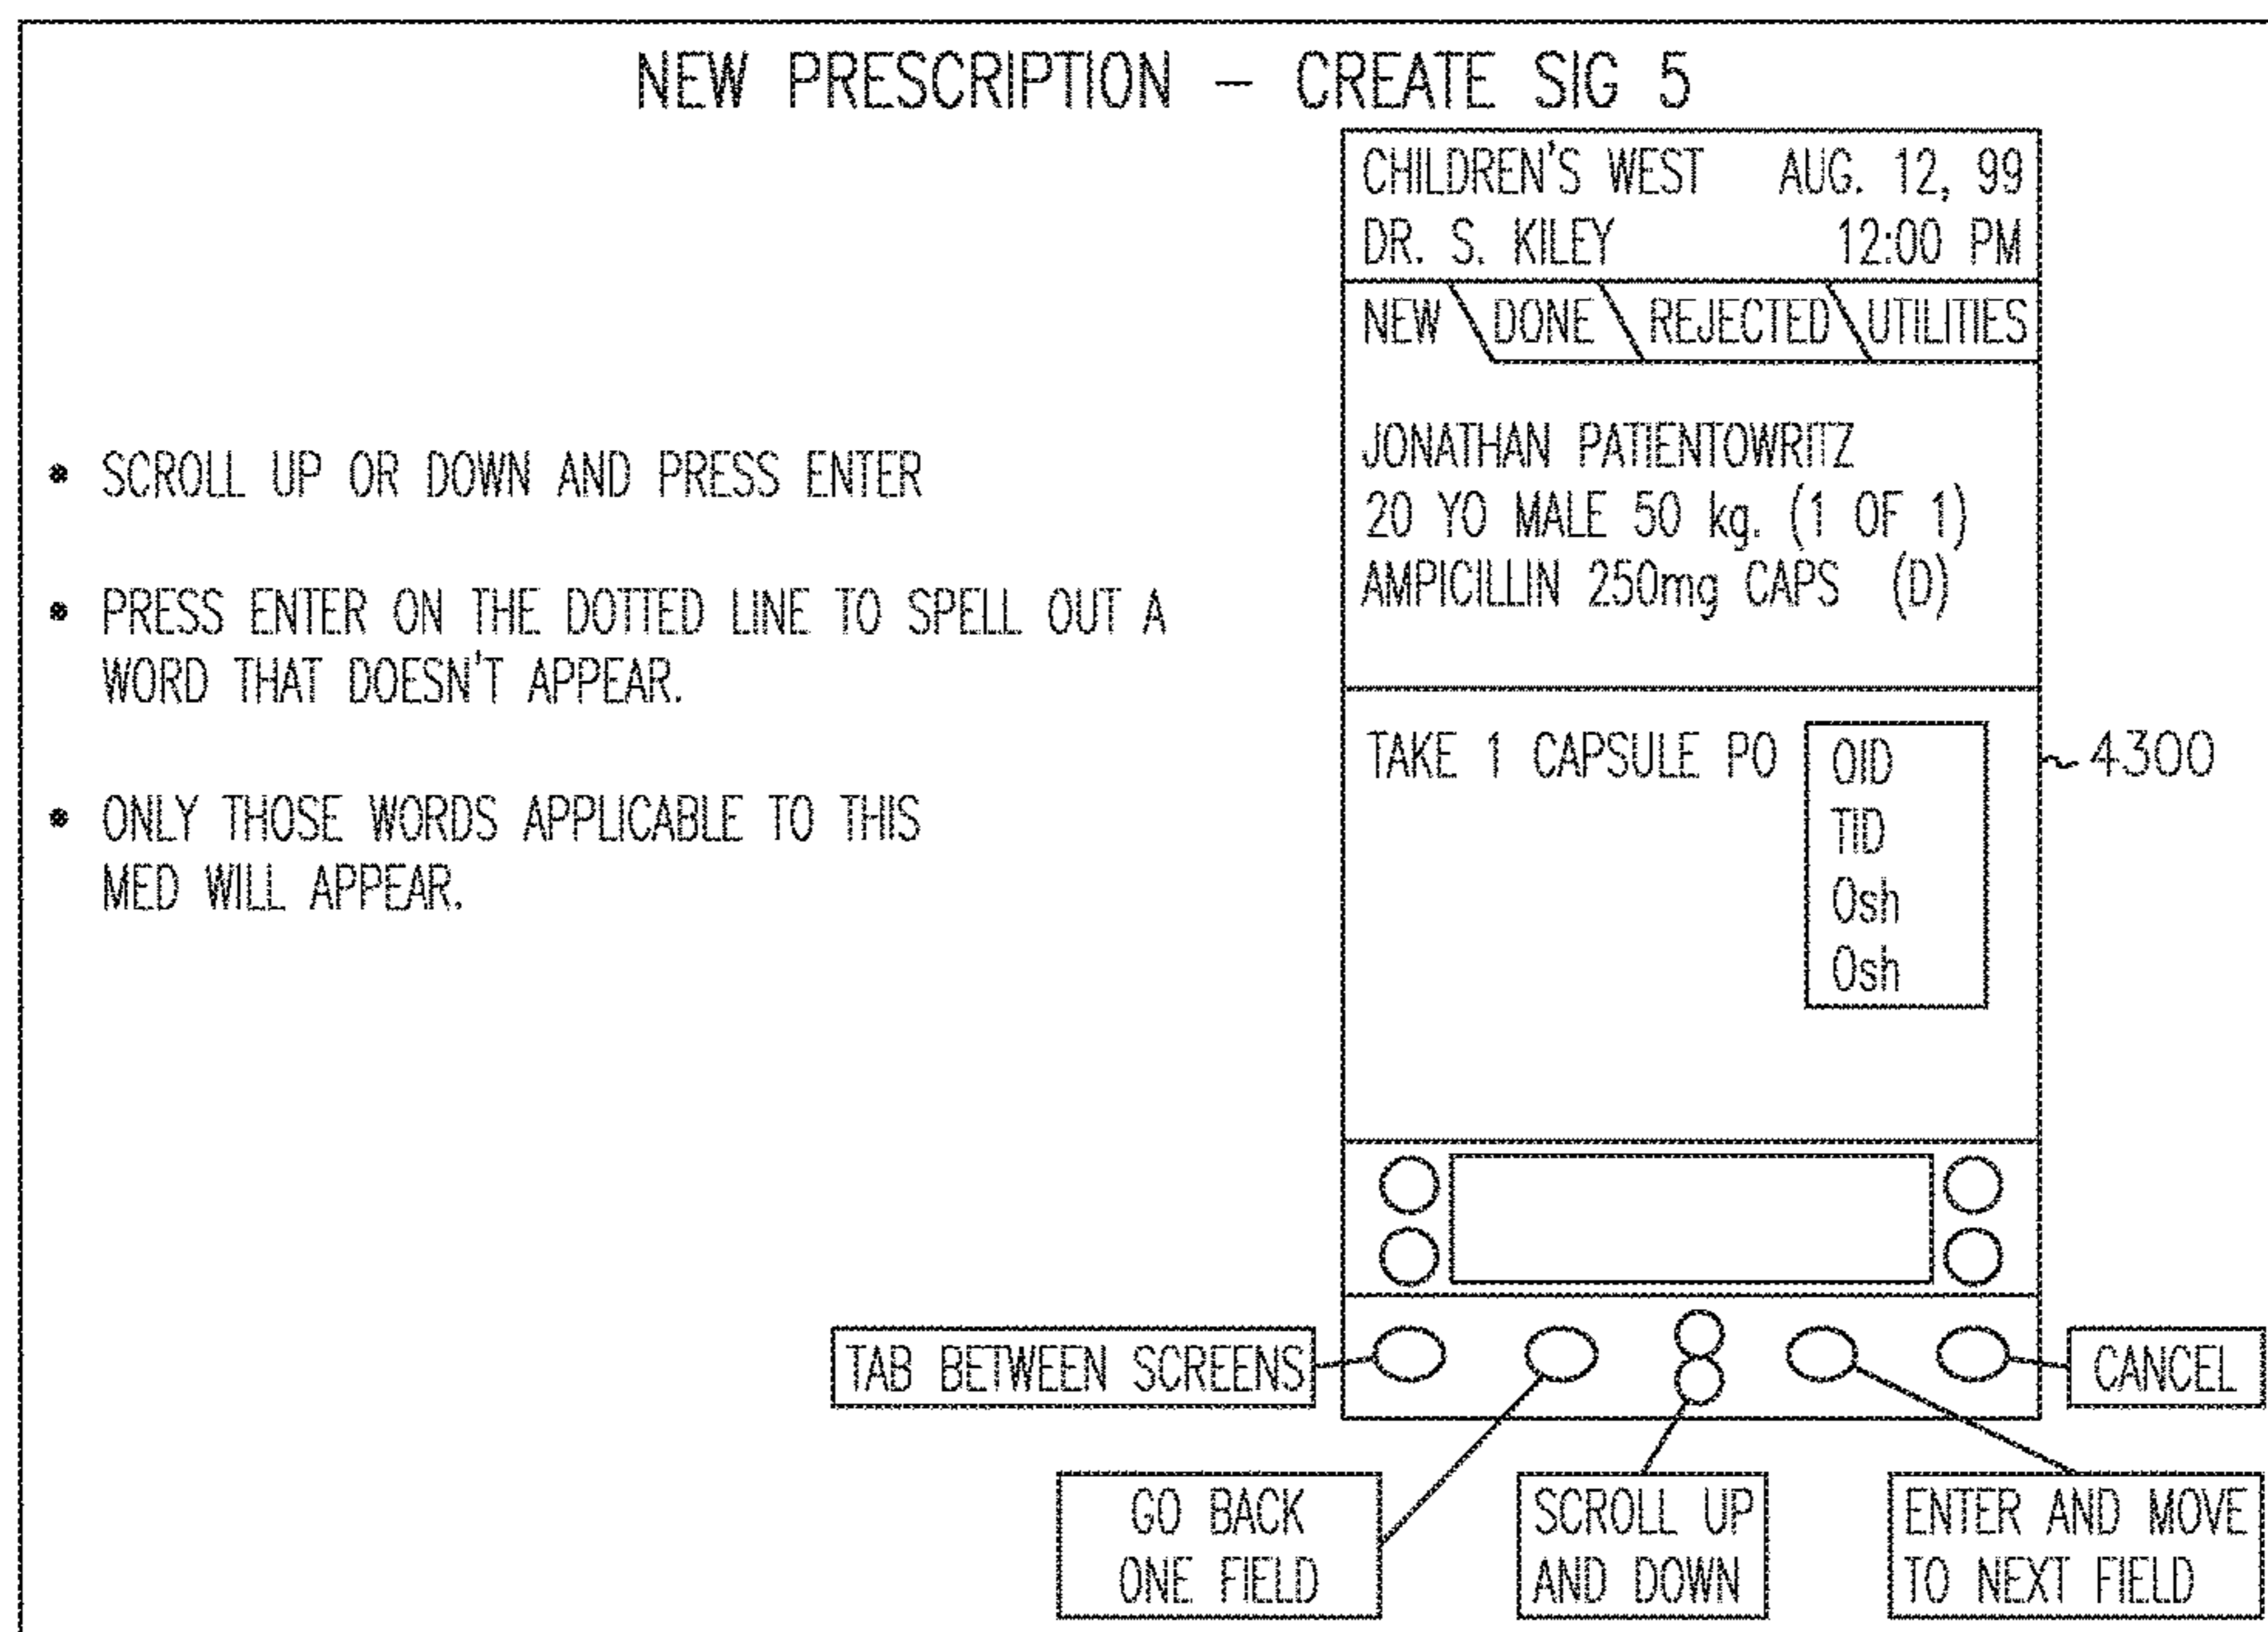 NEW PRESCRIPTION – CREATE SIG 5
• SCROLL UP OR DOWN AND PRESS ENTER
• PRESS ENTER ON THE DOTTED LINE TO SPELL OUT A
WORD THAT DOESN'T APPEAR.
• ONLY THOSE WORDS APPLICABLE TO THIS
MED WILL APPEAR.
CHILDREN'S WEST AUG. 12, 99
DR. S. KILEY 12:00 PM
NEW DONE REJECTED UTILITIES
JONATHAN PATIENTOWRITZ
20 YO MALE 50 kg. (1 OF 1)
AMPICILLIN 250mg CAPS (D)
TAKE 1 CAPSULE PO OID
TID
Osh
Osh
4300
TAB BETWEEN SCREENS
CANCEL
GO BACK
ONE FIELD
SCROLL UP
AND DOWN
ENTER AND MOVE
TO NEXT FIELD